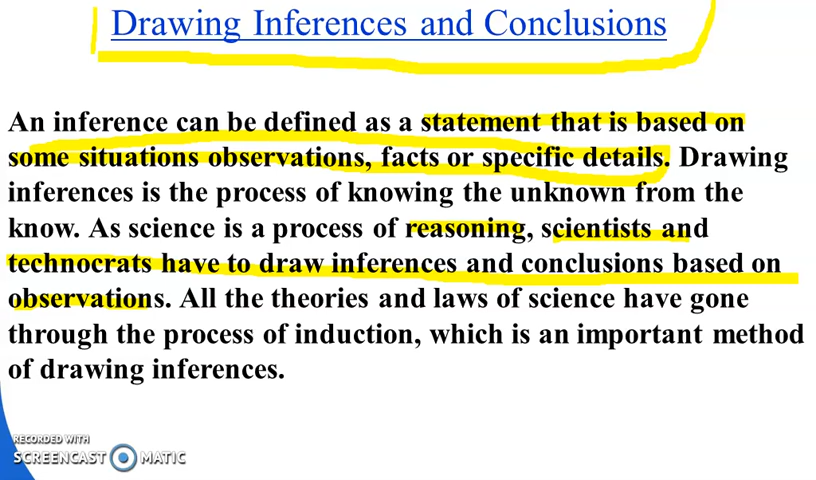 Drawing Inferences and Conclusions
An inference can be defined as a statement that is based on
some situations observations, facts or specific details. Drawing
inferences is the process of knowing the unknown from the
know. As science is a process of reasoning, scientists and
technocrats have to draw inferences and conclusions based on
observations. All the theories and laws of science have gone
through the process of induction, which is an important method
of drawing inferences.
RECORDED WITH
SCREENCAST MATIC